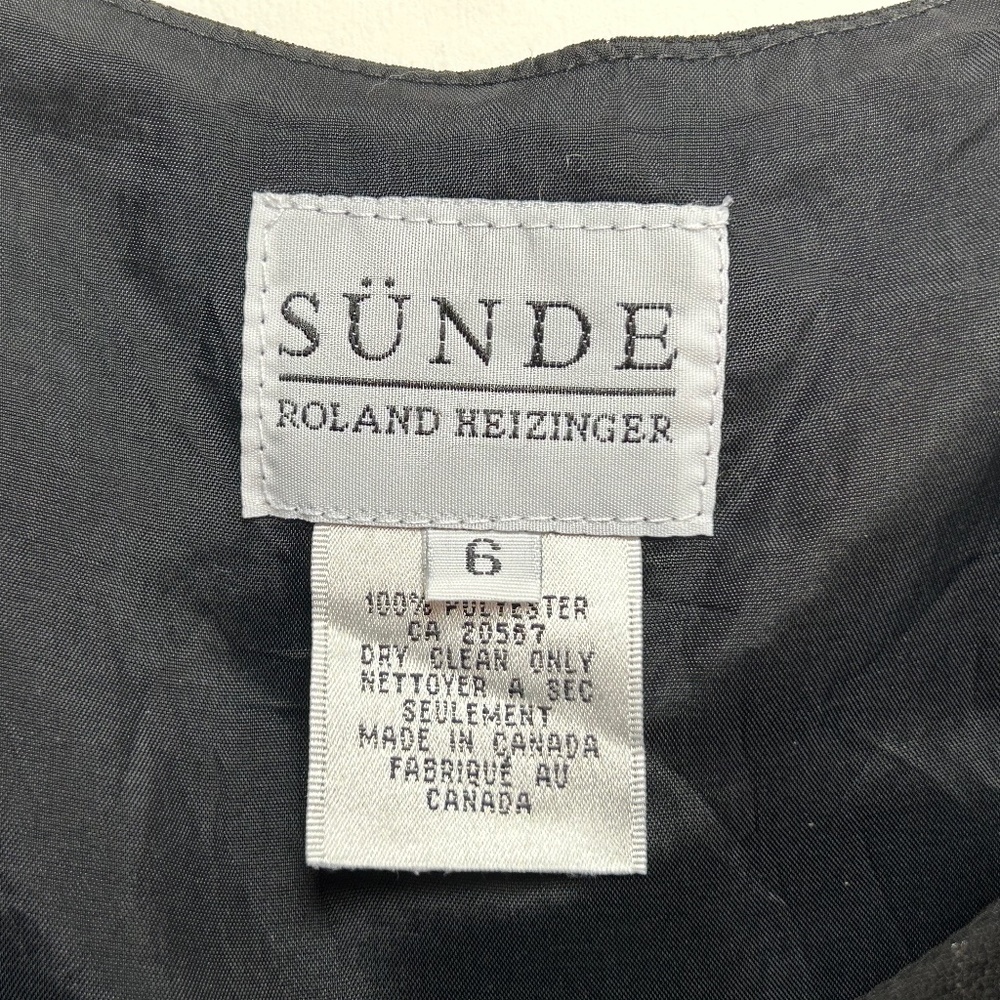 SÜNDE
ROLAND HEIZINGER
6
100% POLYESTER
CA 20567
DRY CLEAN ONLY
NETTOYER A SEC
SEULEMENT
MADE IN CANADA
FABRIQUE AU
CANADA